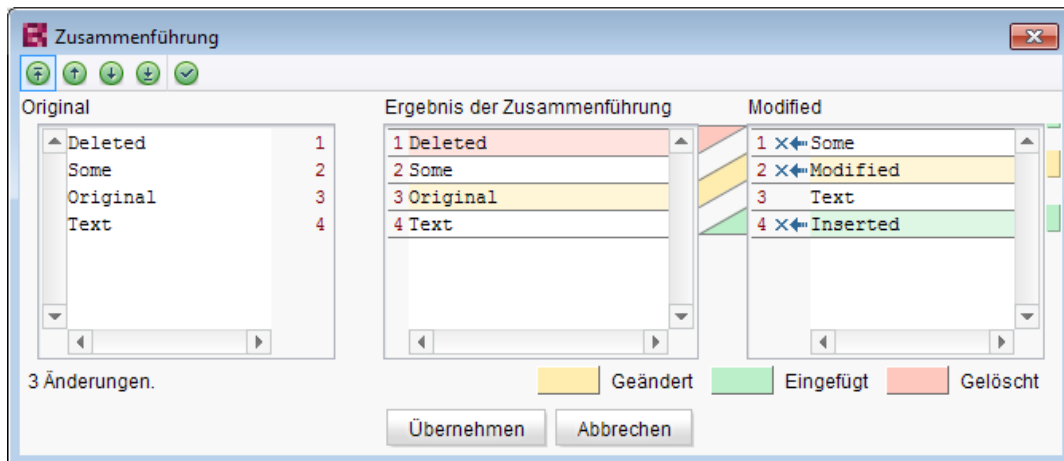 Zusammenführung
Original
Ergebnis der Zusammenführung
Modified
Deleted 1
Some 2
Original 3
Text 4
1 Deleted
2 Some
3 Original
4 Text
1 Some
2 Modified
3 Text
4 Inserted
3 Änderungen.
Geändert
Eingefügt
Gelöscht
Übernehmen
Abbrechen